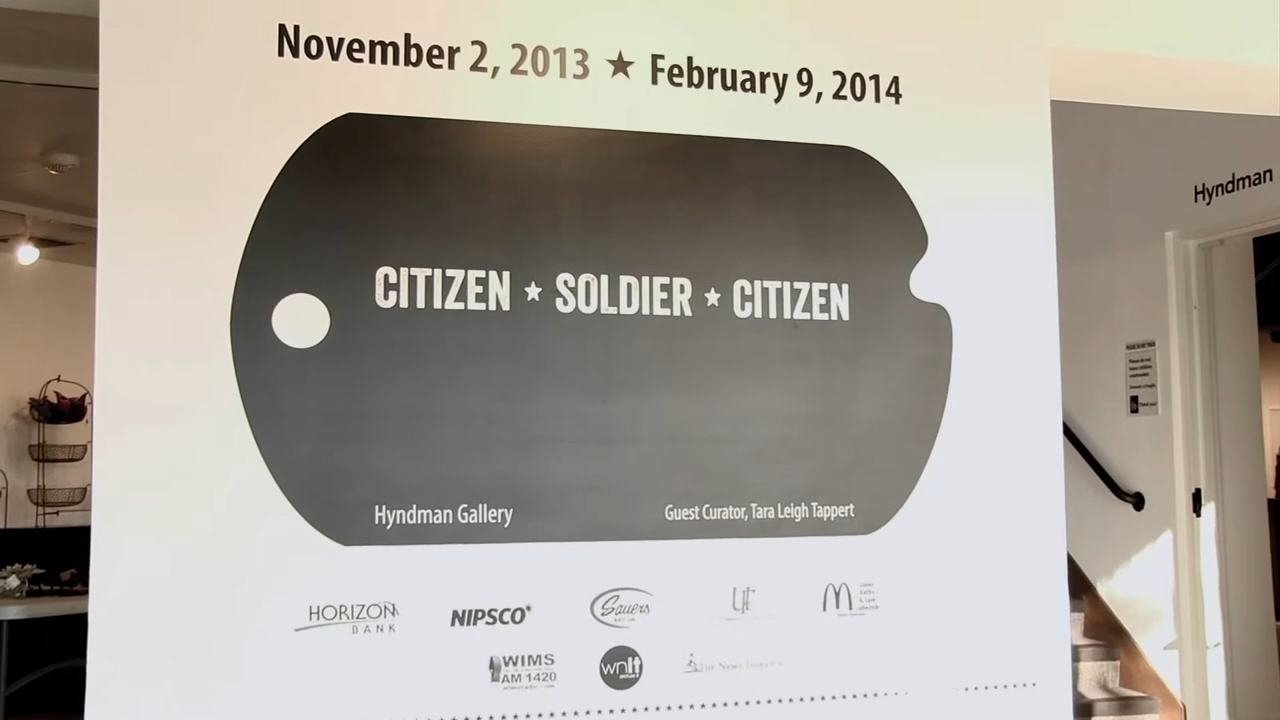 November 2, 2013 ★ February 9, 2014
CITIZEN ★ SOLDIER ★ CITIZEN
Hyndman Gallery
Guest Curator, Tara Leigh Tappert
HORIZON
BANK
NIPSCO
Sauers
WIMS
AM 1420
wnit
Hyndman